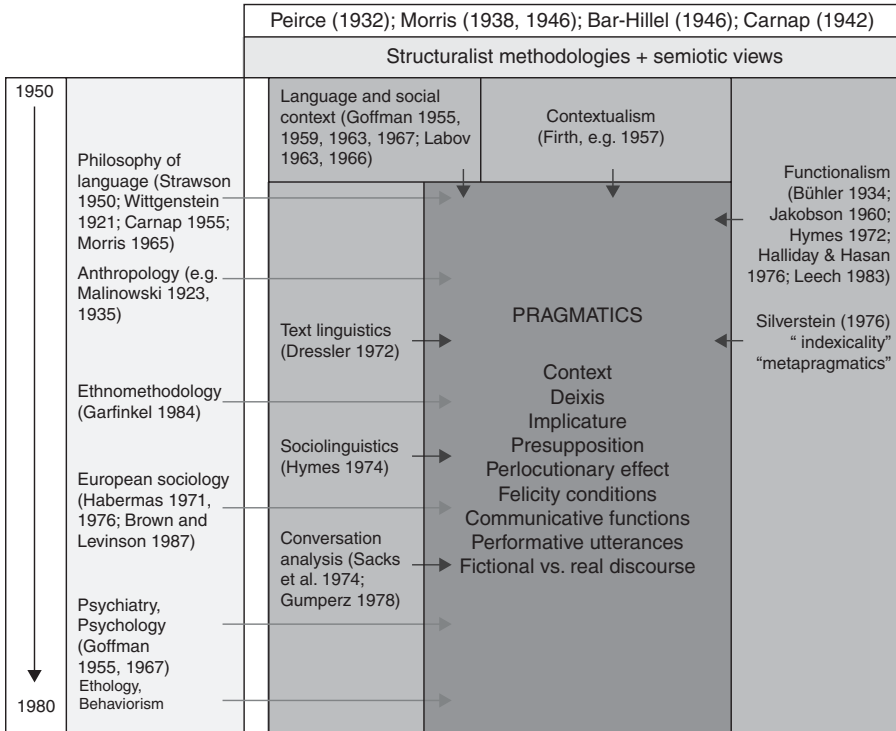 Peirce (1932); Morris (1938, 1946); Bar-Hillel (1946); Carnap (1942)
Structuralist methodologies + semiotic views
1950
1980
Philosophy of
language (Strawson
1950; Wittgenstein
1921; Carnap 1955;
Morris 1965)
Anthropology (e.g.
Malinowski 1923,
1935)
Ethnomethodology
(Garfinkel 1984)
European sociology
(Habermas 1971,
1976; Brown and
Levinson 1987)
Psychiatry,
Psychology
(Goffman
1955, 1967)
Ethology,
Behaviorism
Language and social
context (Goffman 1955,
1959, 1963, 1967; Labov
1963, 1966)
Contextualism
(Firth, e.g. 1957)
Text linguistics
(Dressler 1972)
Sociolinguistics
(Hymes 1974)
Conversation
analysis (Sacks
et al. 1974;
Gumperz 1978)
PRAGMATICS
Context
Deixis
Implicature
Presupposition
Perlocutionary effect
Felicity conditions
Communicative functions
Performative utterances
Fictional vs. real discourse
Functionalism
(Bühler 1934;
Jakobson 1960;
Hymes 1972;
Halliday & Hasan
1976; Leech 1983)
Silverstein (1976)
“ indexicality”
“metapragmatics”